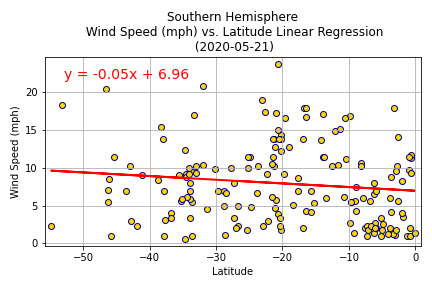 Southern Hemisphere
Wind Speed (mph) vs. Latitude Linear Regression
(2020-05-21)
y = -0.05x + 6.96
Wind Speed (mph)
20
15
10
5
0
−50
−40
−30
−20
−10
0
Latitude